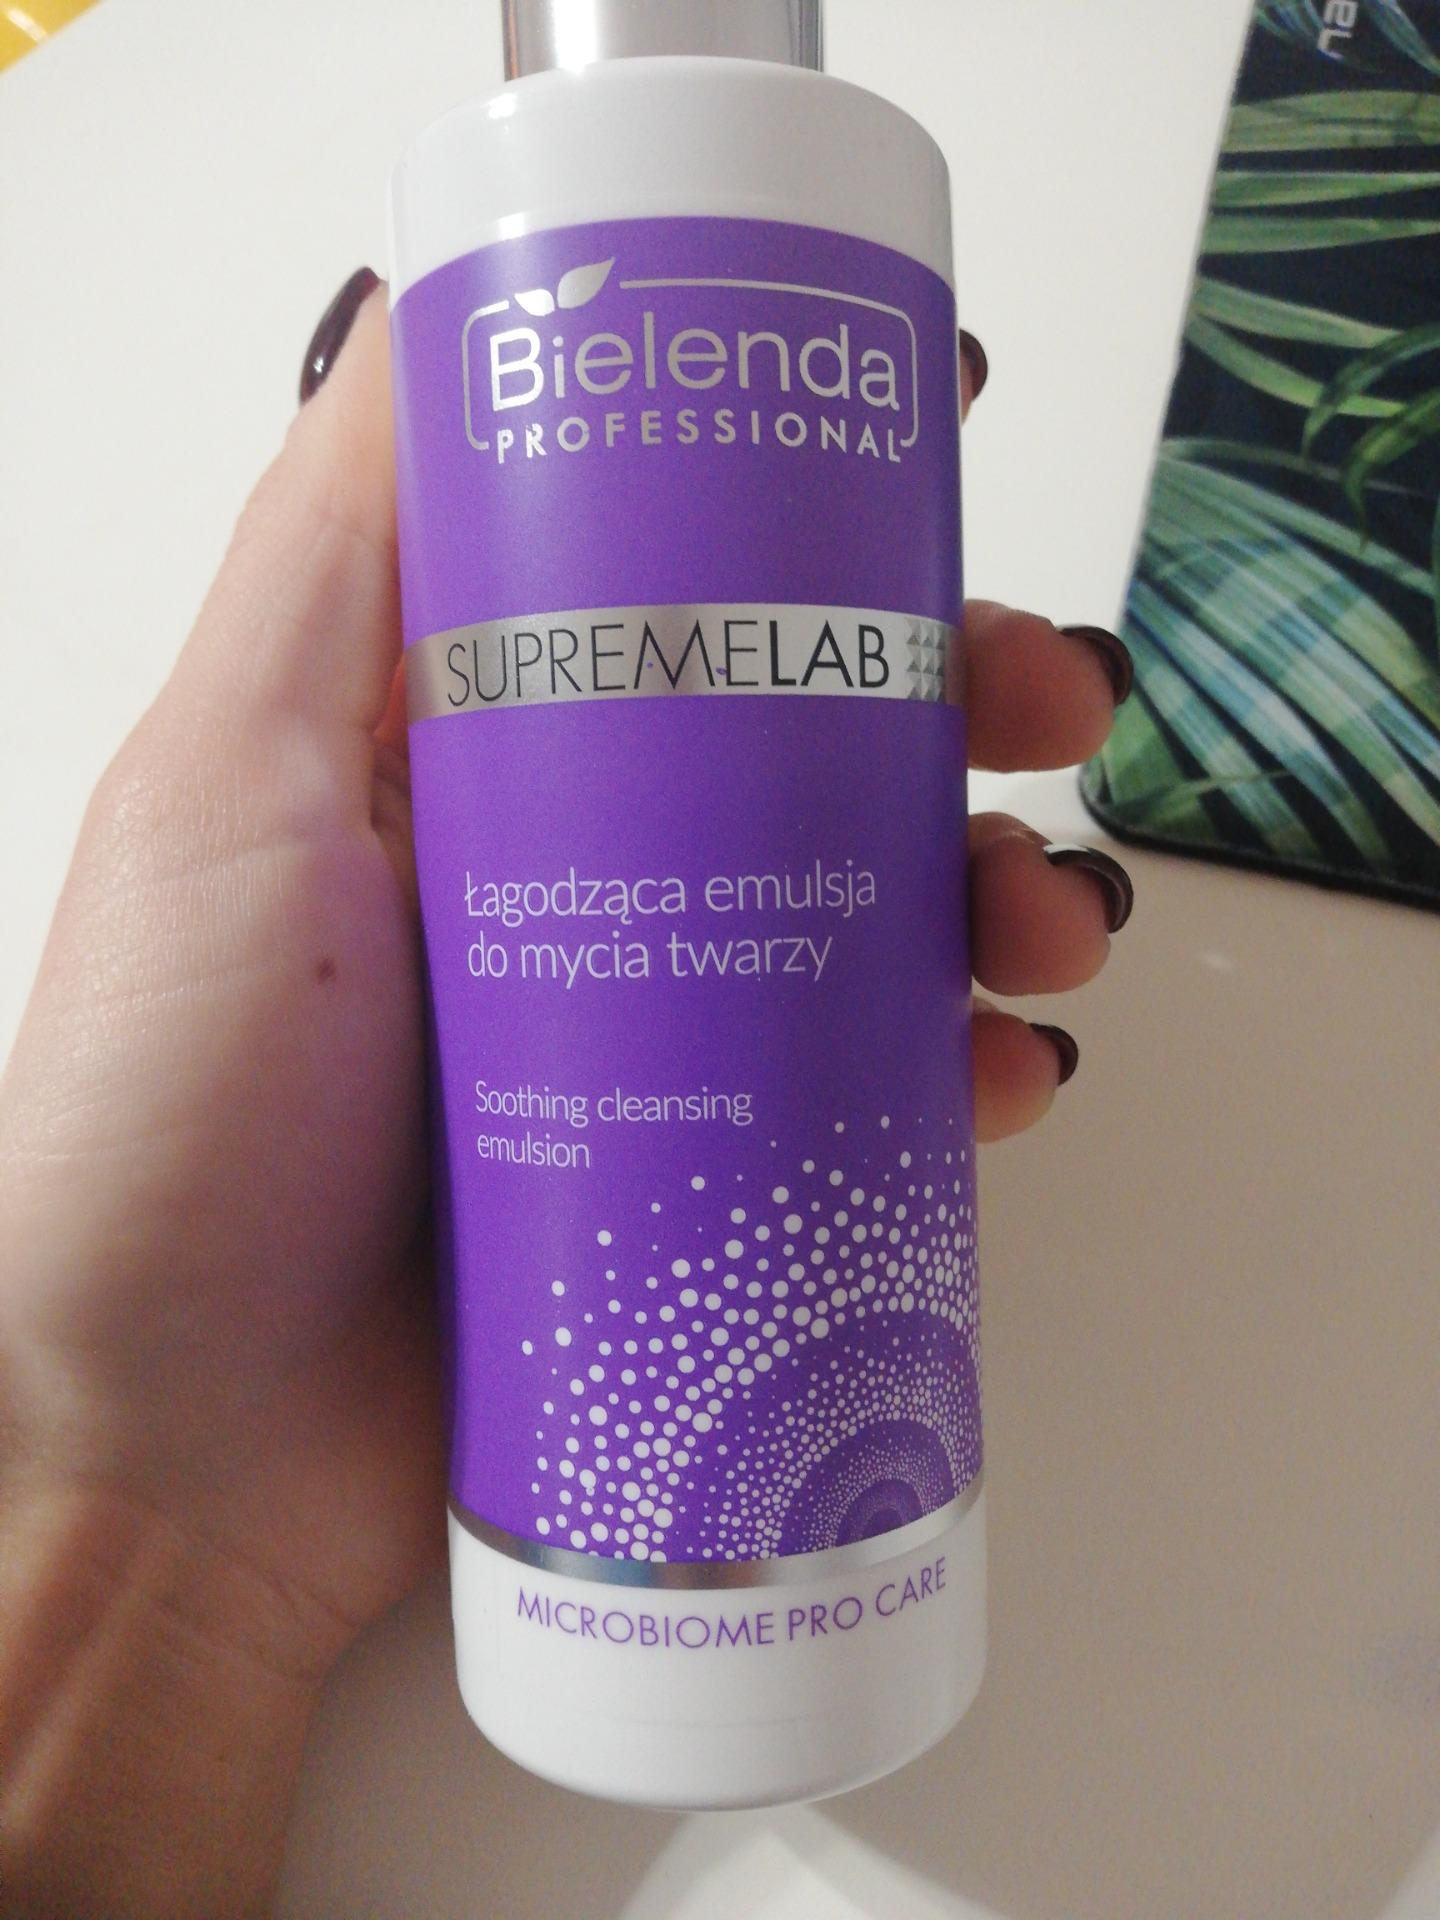 Bielenda
PROFESSIONAL
SUPREMELAB
Łagodząca emulsja
do mycia twarzy
Soothing cleansing
emulsion
MICROBIOME PRO CARE